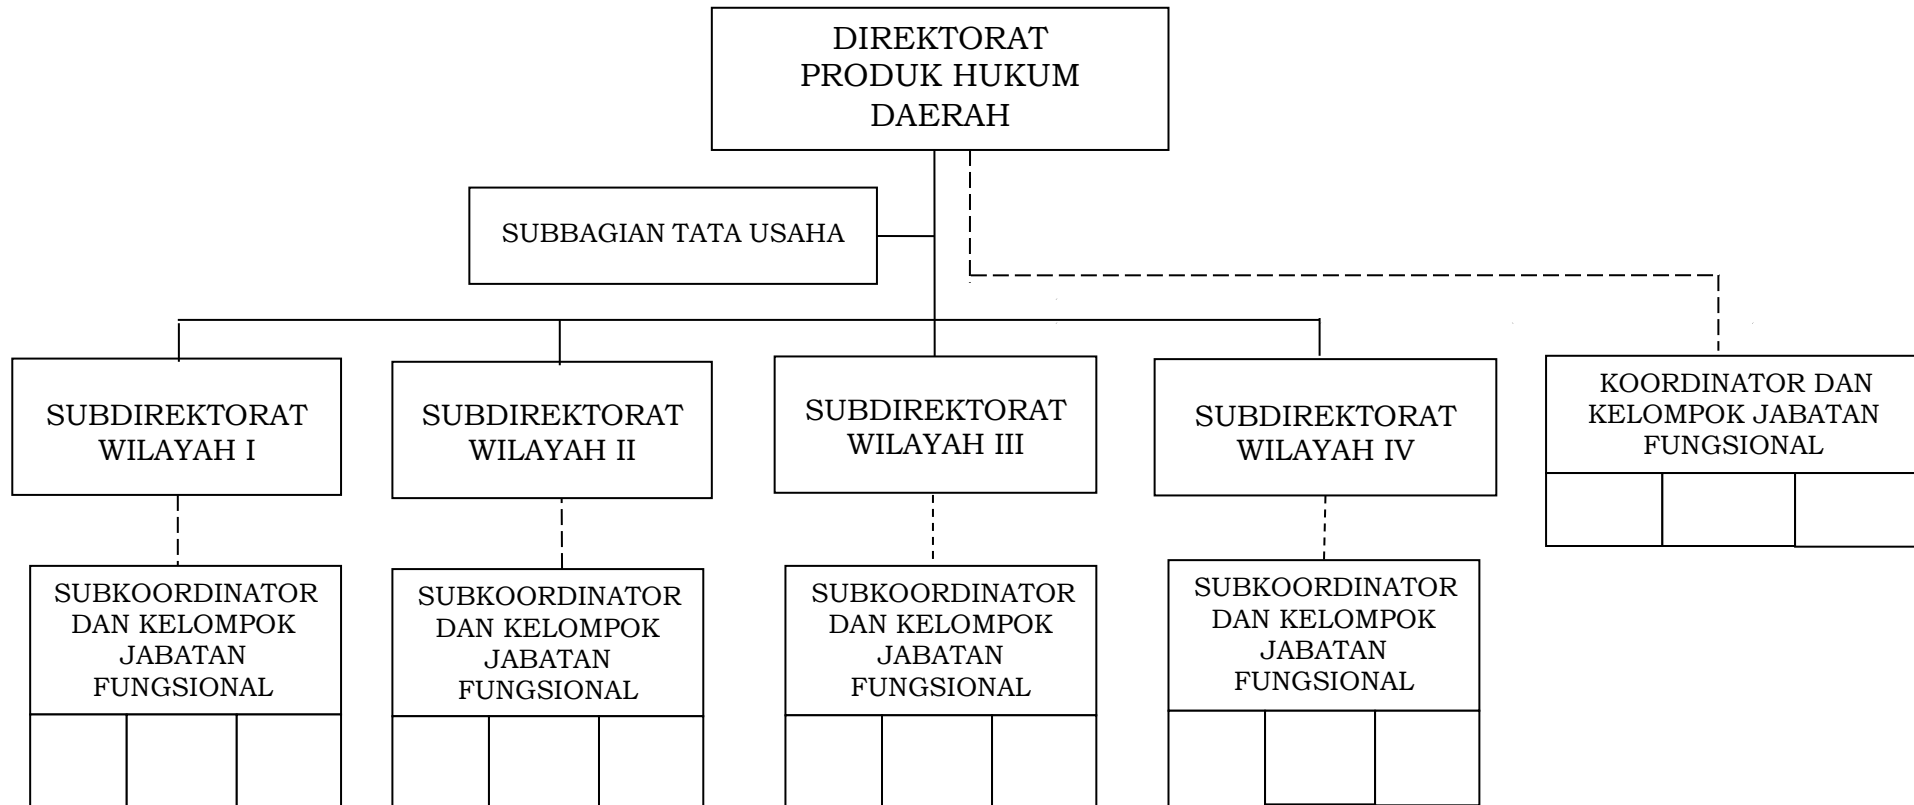 DIREKTORAT
PRODUK HUKUM
DAERAH
SUBBAGIAN TATA USAHA
SUBDIREKTORAT
WILAYAH I
SUBDIREKTORAT
WILAYAH II
SUBDIREKTORAT
WILAYAH III
SUBDIREKTORAT
WILAYAH IV
KOORDINATOR DAN
KELOMPOK JABATAN
FUNGSIONAL
SUBKOORDINATOR
DAN KELOMPOK
JABATAN
FUNGSIONAL
SUBKOORDINATOR
DAN KELOMPOK
JABATAN
FUNGSIONAL
SUBKOORDINATOR
DAN KELOMPOK
JABATAN
FUNGSIONAL
SUBKOORDINATOR
DAN KELOMPOK
JABATAN
FUNGSIONAL